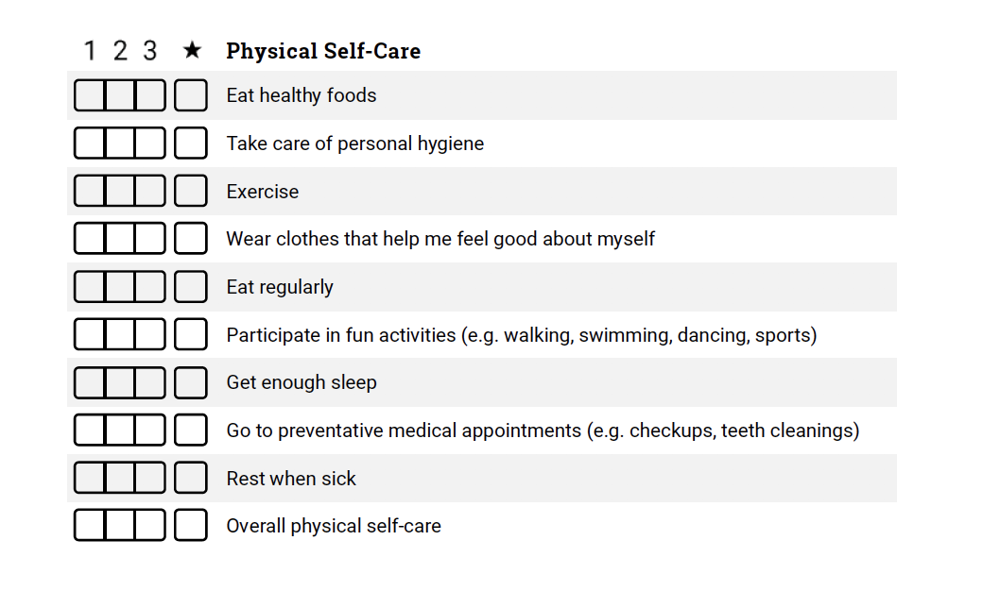 1 2 3 ★ Physical Self-Care
Eat healthy foods
Take care of personal hygiene
Exercise
Wear clothes that help me feel good about myself
Eat regularly
Participate in fun activities (e.g. walking, swimming, dancing, sports)
Get enough sleep
Go to preventative medical appointments (e.g. checkups, teeth cleanings)
Rest when sick
Overall physical self-care